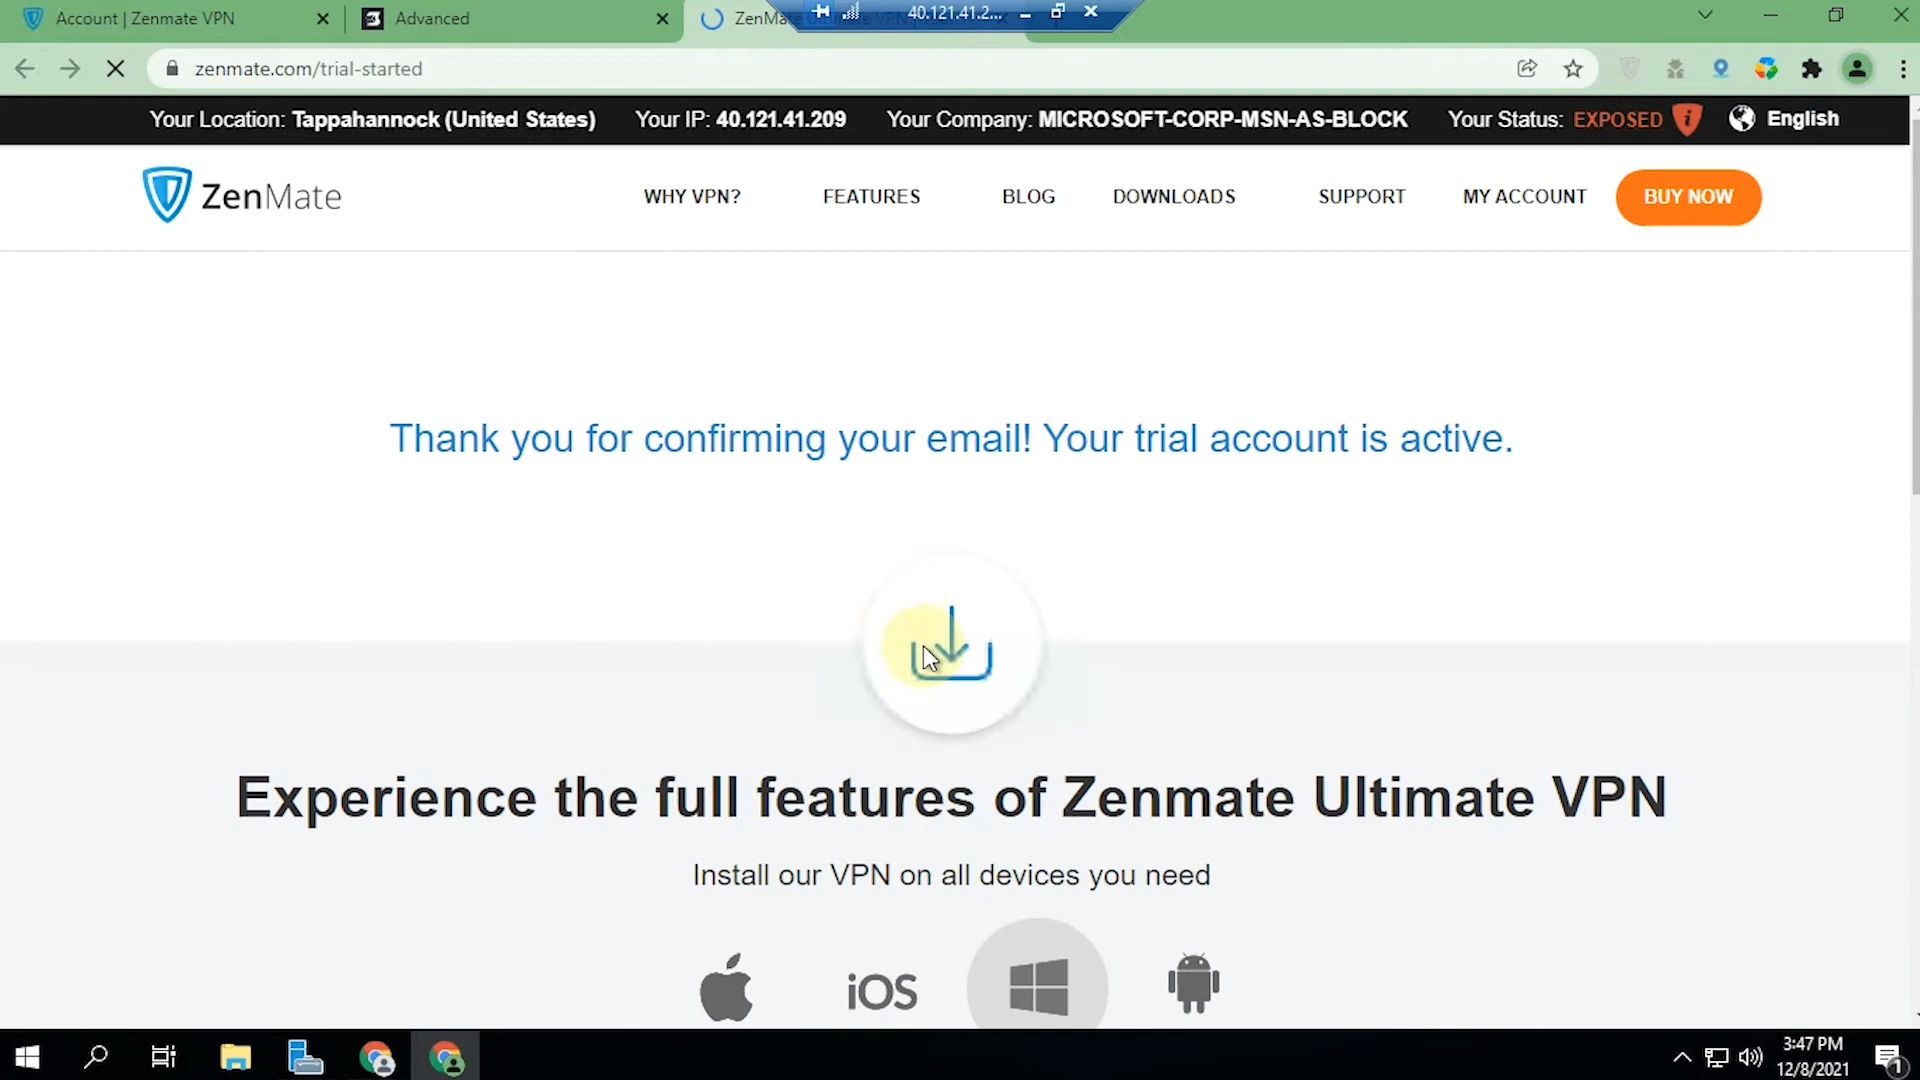 Account | Zenmate VPN
Advanced
40.121.41.2...
zenmate.com/trial-started
Your Location: Tappahannock (United States) Your IP: 40.121.41.209 Your Company: MICROSOFT-CORP-MSN-AS-BLOCK Your Status: EXPOSED English
ZenMate
WHY VPN? FEATURES BLOG DOWNLOADS SUPPORT MY ACCOUNT BUY NOW
Thank you for confirming your email! Your trial account is active.
Experience the full features of Zenmate Ultimate VPN
Install our VPN on all devices you need
iOS
3:47 PM
12/8/2021
1